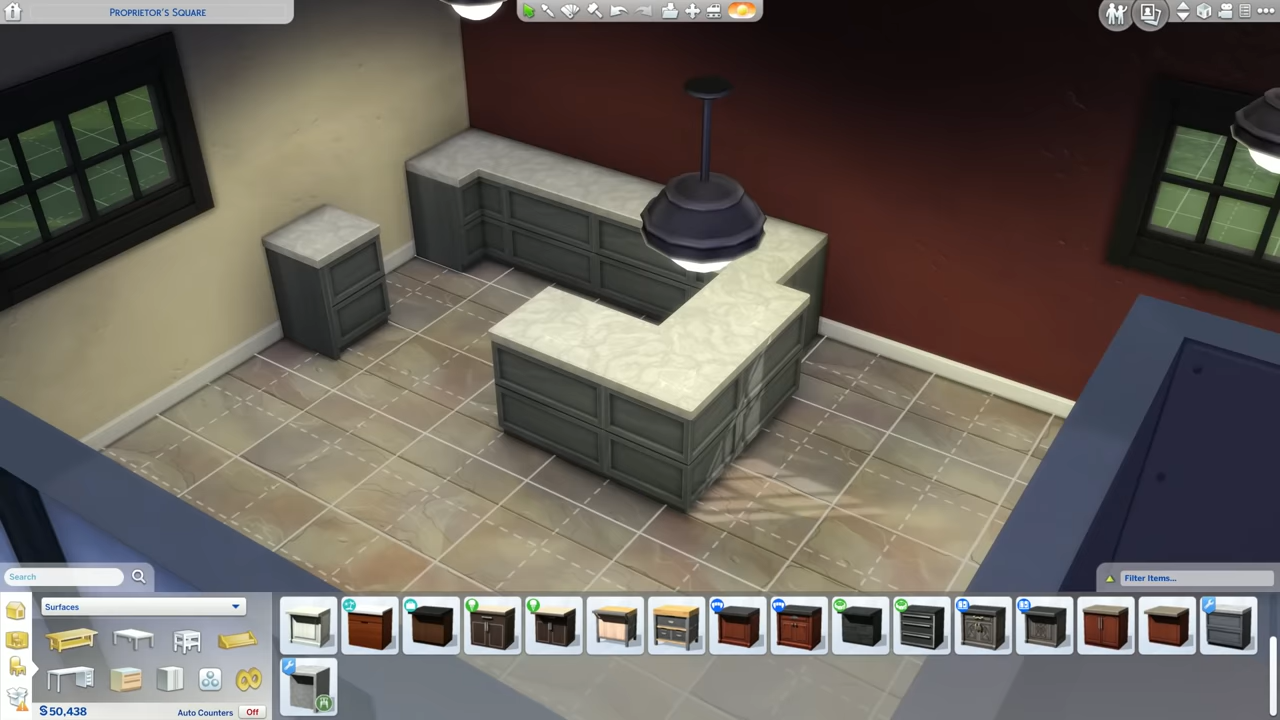 PROPRIETOR'S SQUARE
Search
Filter Items...
Surfaces
§50,438
Auto Counters
Off